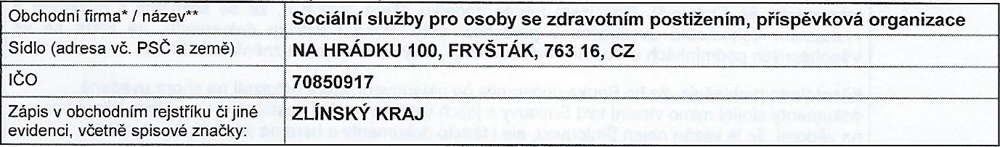 Obchodní firma* / název**
Sociální služby pro osoby se zdravotním postižením, příspěvková organizace
Sídlo (adresa vč. PSČ a země)
NA HRÁDKU 100, FRYŠTÁK, 763 16, CZ
IČO
70850917
Zápis v obchodním rejstříku či jiné
evidenci, včetně spisové značky:
ZLÍNSKÝ KRAJ